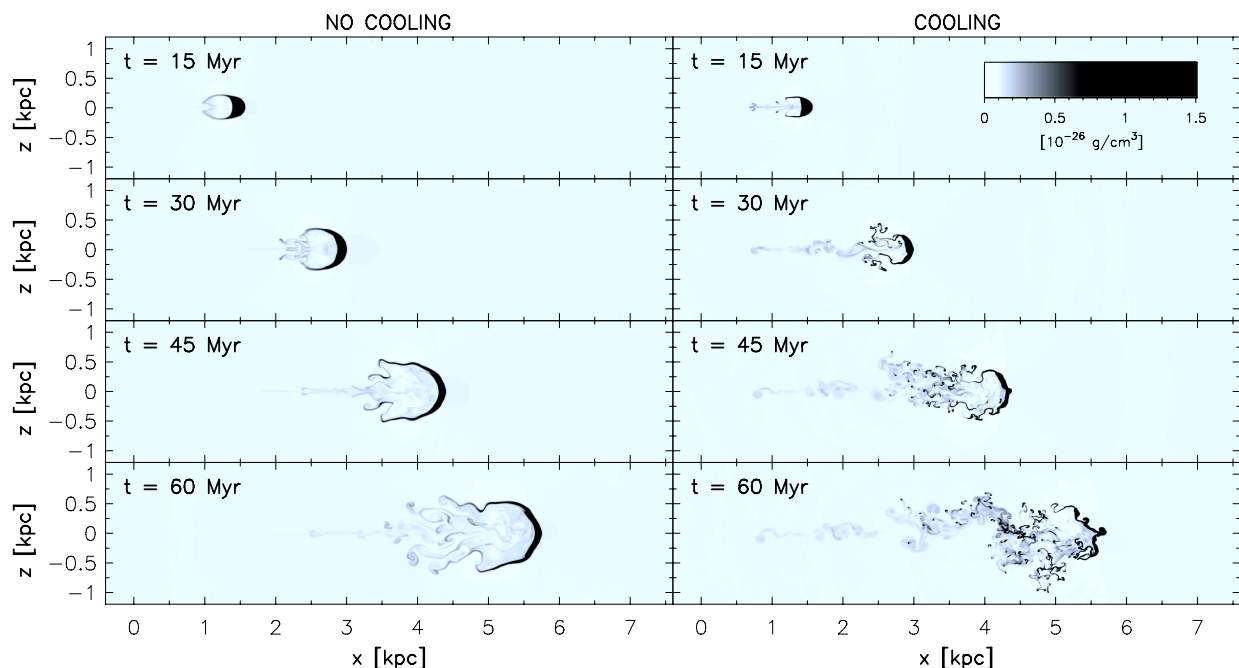 NO COOLING COOLING
1 t = 15 Myr t = 15 Myr
0.5
z [kpc] 0
−0.5
−1
0 0.5 1 1.5
[10⁻²⁶ g/cm³]
1 t = 30 Myr t = 30 Myr
0.5
z [kpc] 0
−0.5
−1
1 t = 45 Myr t = 45 Myr
0.5
z [kpc] 0
−0.5
−1
1 t = 60 Myr t = 60 Myr
0.5
z [kpc] 0
−0.5
−1
0 1 2 3 4 5 6 7 0 1 2 3 4 5 6 7
x [kpc] x [kpc]